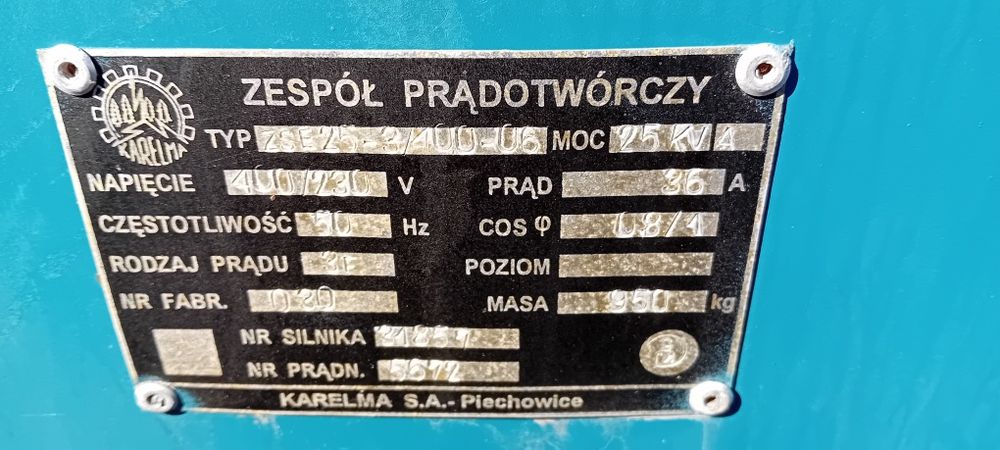 KARELMA
ZESPÓŁ PRĄDOTWÓRCZY
TYP ZSE25-3/400-06 MOC 25 KVA
NAPIĘCIE 400/230 V PRĄD 36 A
CZĘSTOTLIWOŚĆ 50 Hz COS φ 0,8/1
RODZAJ PRĄDU POZIOM
NR FABR. 030 MASA 950 kg
NR SILNIKA
NR PRĄDN. 5672
KARELMA S.A.- Piechowice